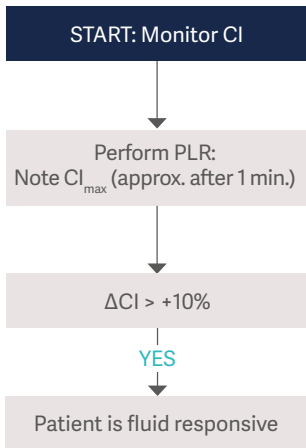 START: Monitor CI
Perform PLR:
Note CImax (approx. after 1 min.)
ΔCI > +10%
YES
Patient is fluid responsive